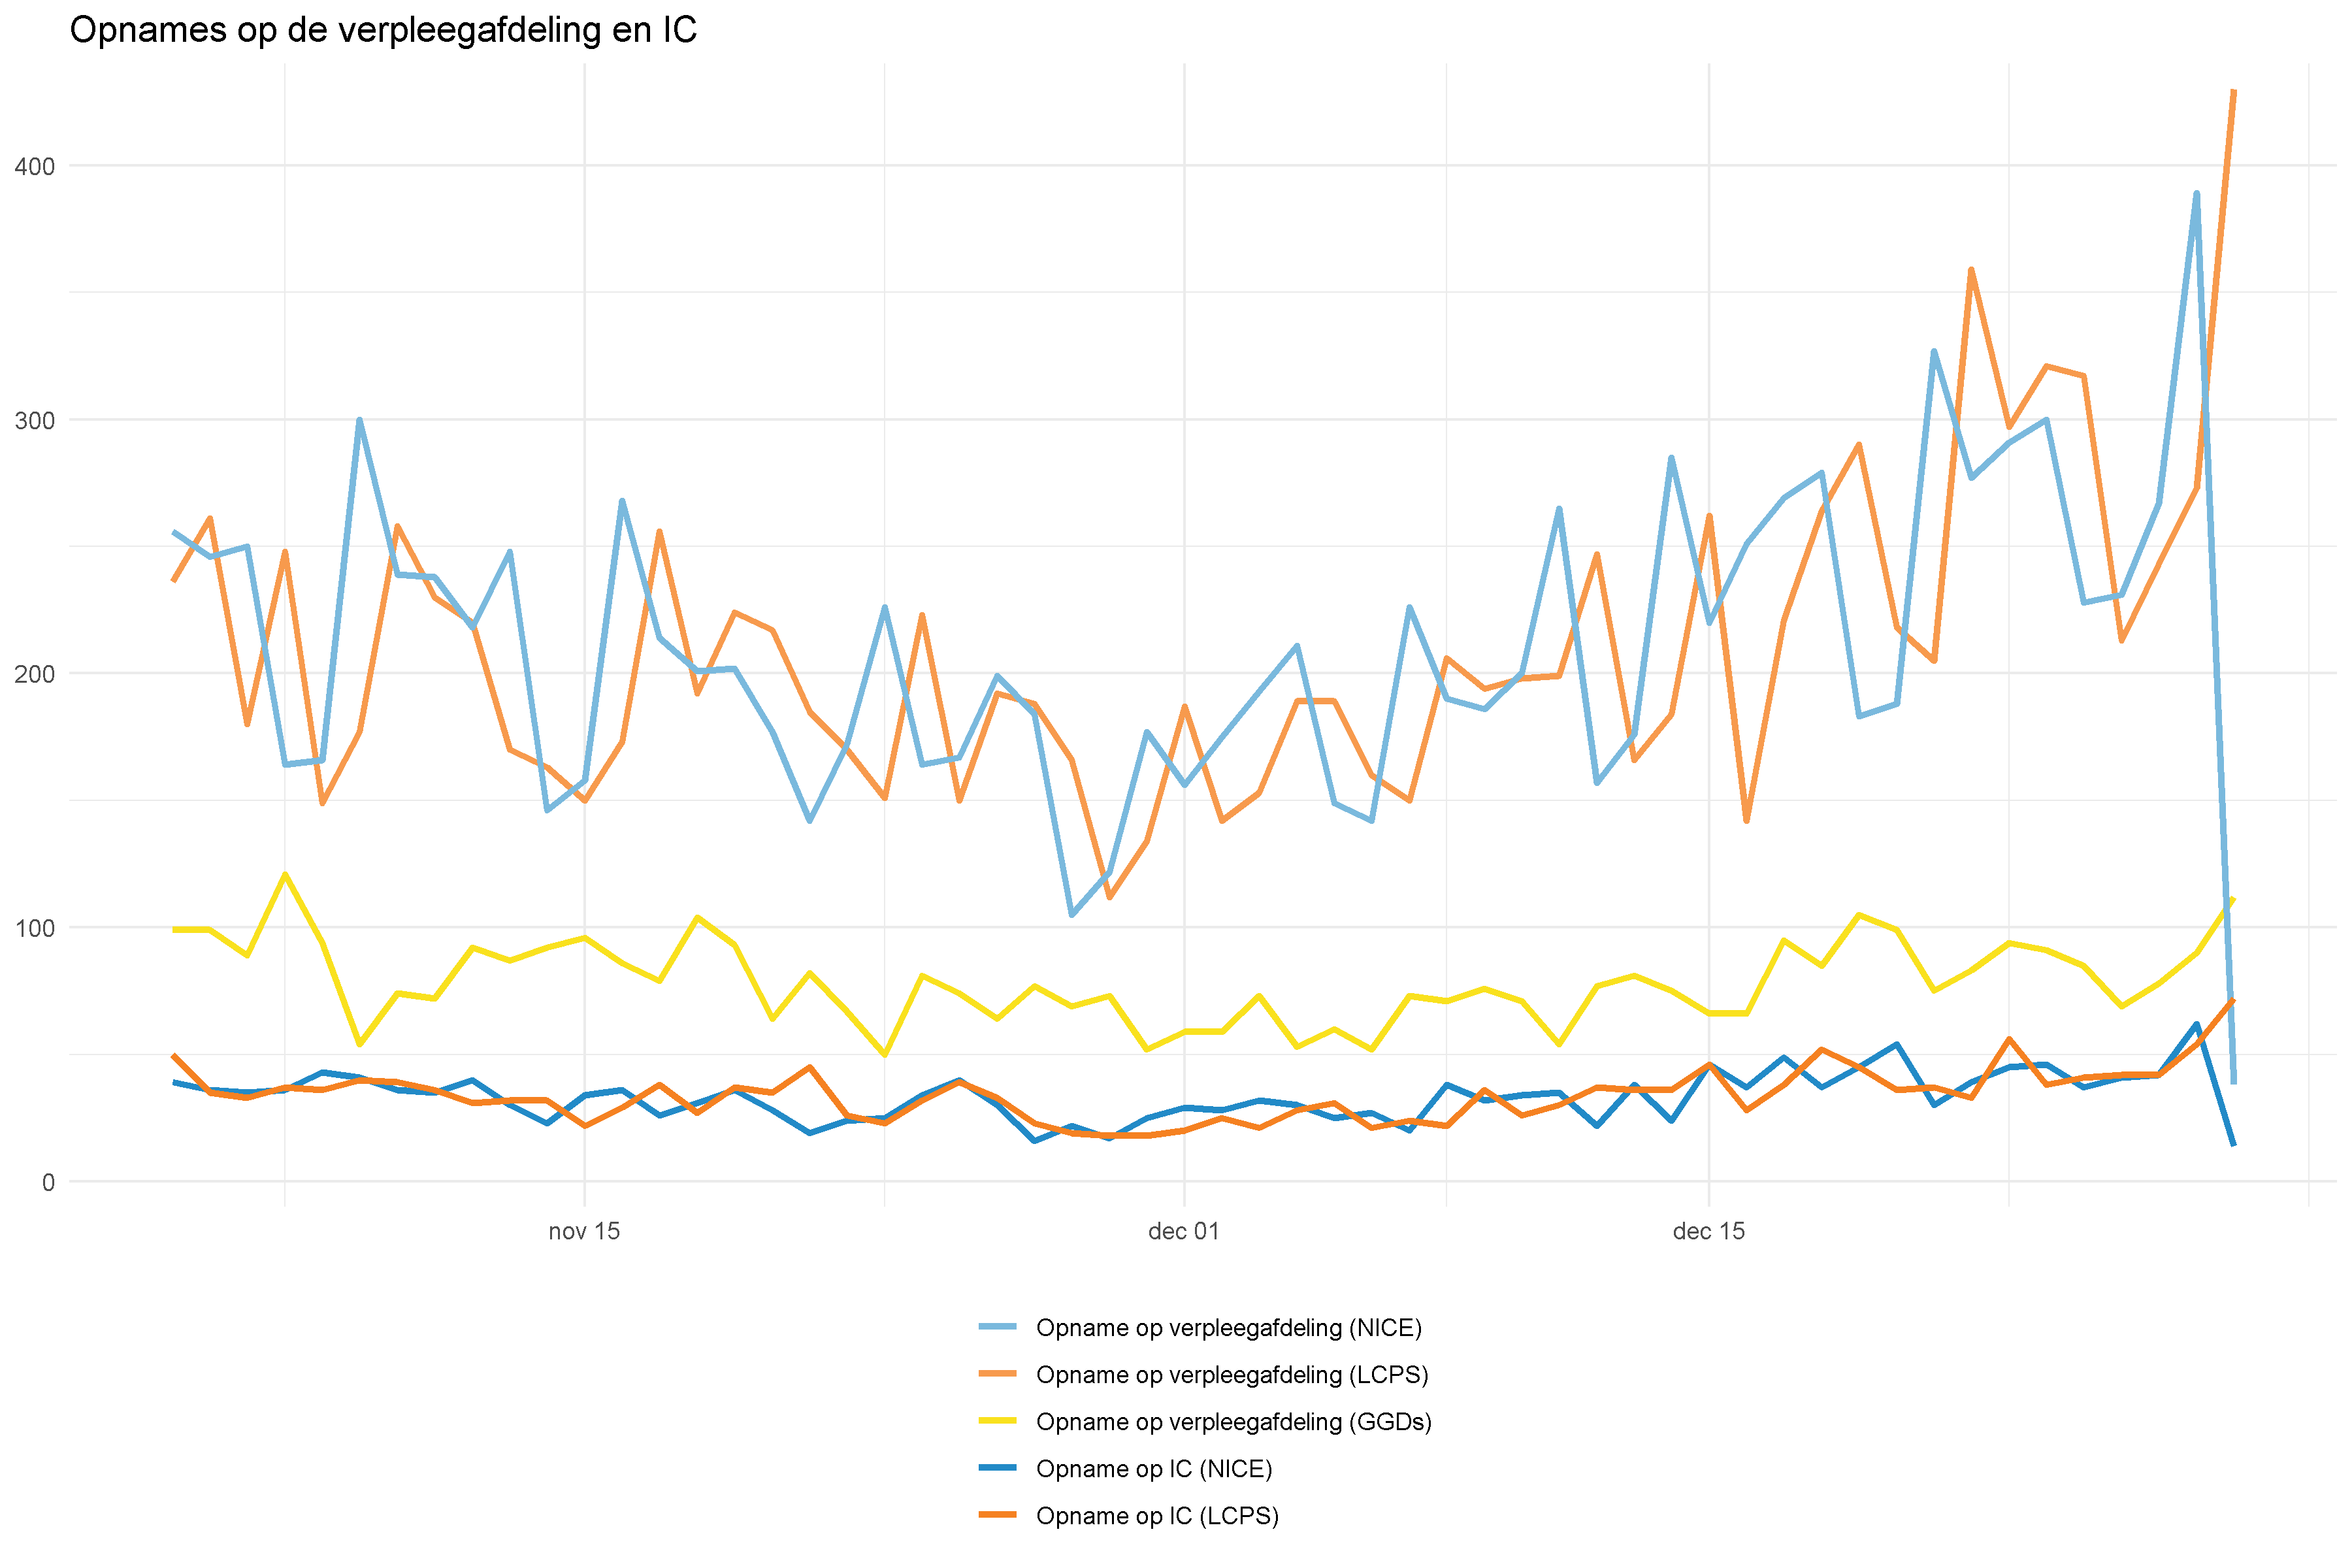 Opnames op de verpleegafdeling en IC
400
300
200
100
0
nov 15 dec 01 dec 15
Opname op verpleegafdeling (NICE)
Opname op verpleegafdeling (LCPS)
Opname op verpleegafdeling (GGDs)
Opname op IC (NICE)
Opname op IC (LCPS)